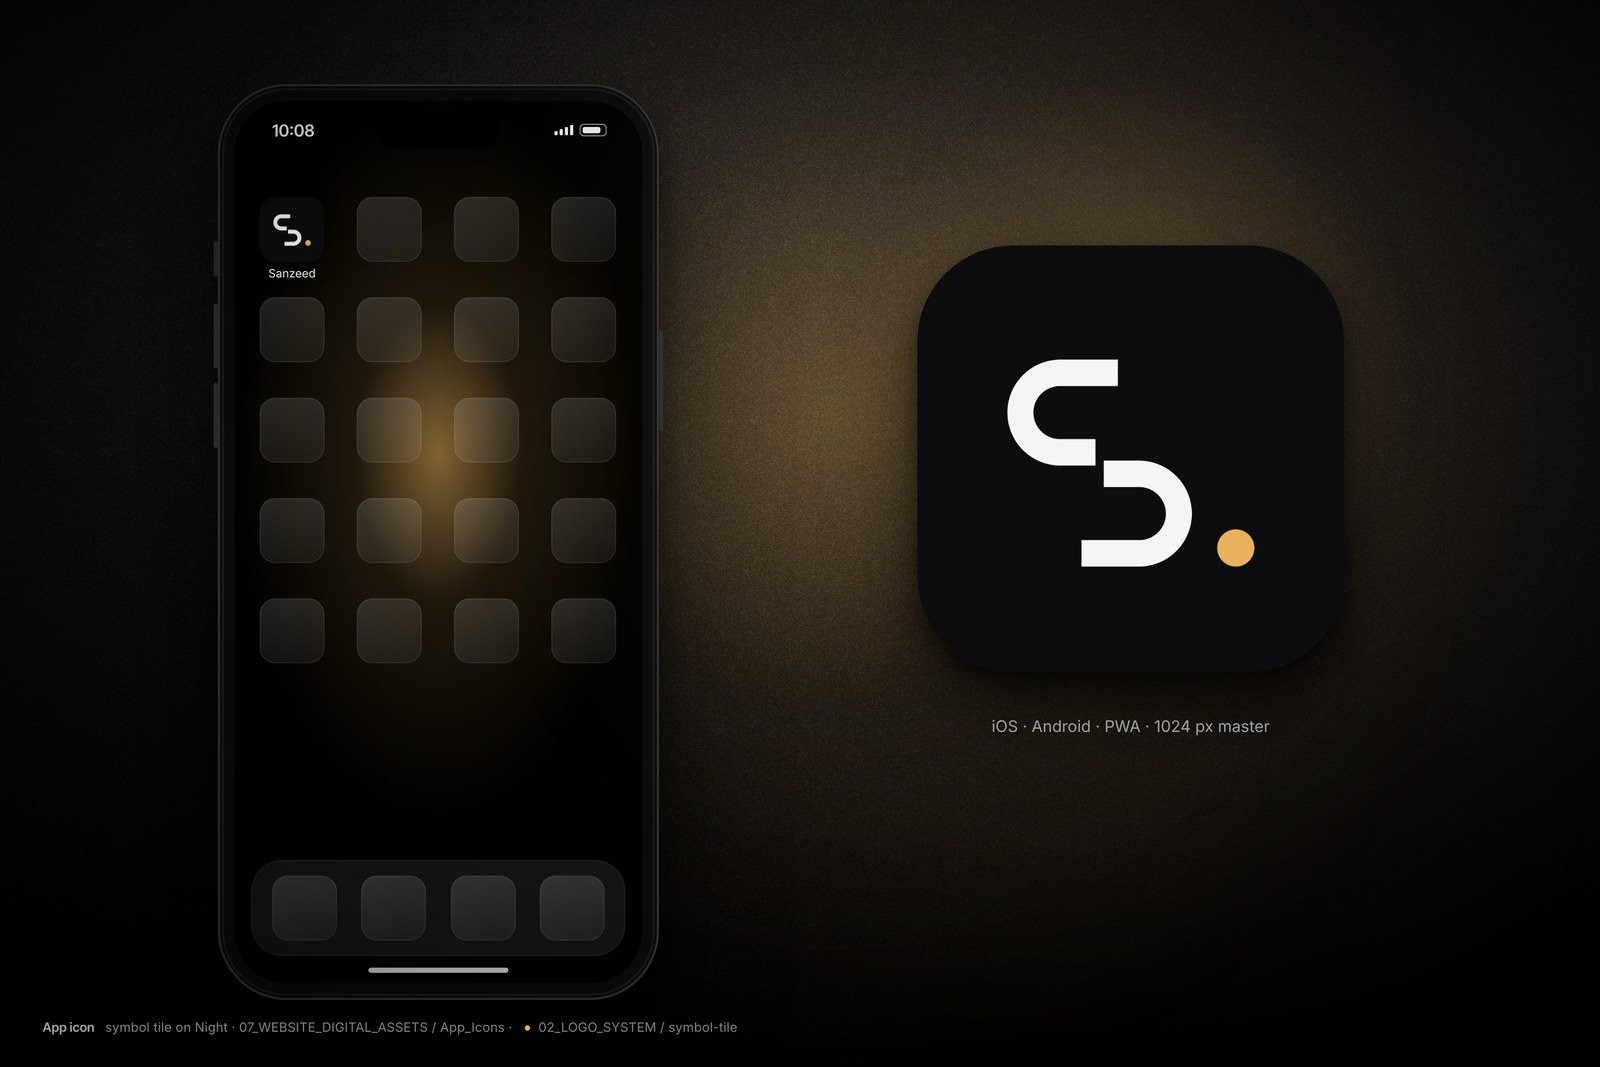 10:08
Sanzeed
S.
iOS · Android · PWA · 1024 px master
App icon symbol tile on Night · 07_WEBSITE_DIGITAL_ASSETS / App_Icons · 02_LOGO_SYSTEM / symbol-tile